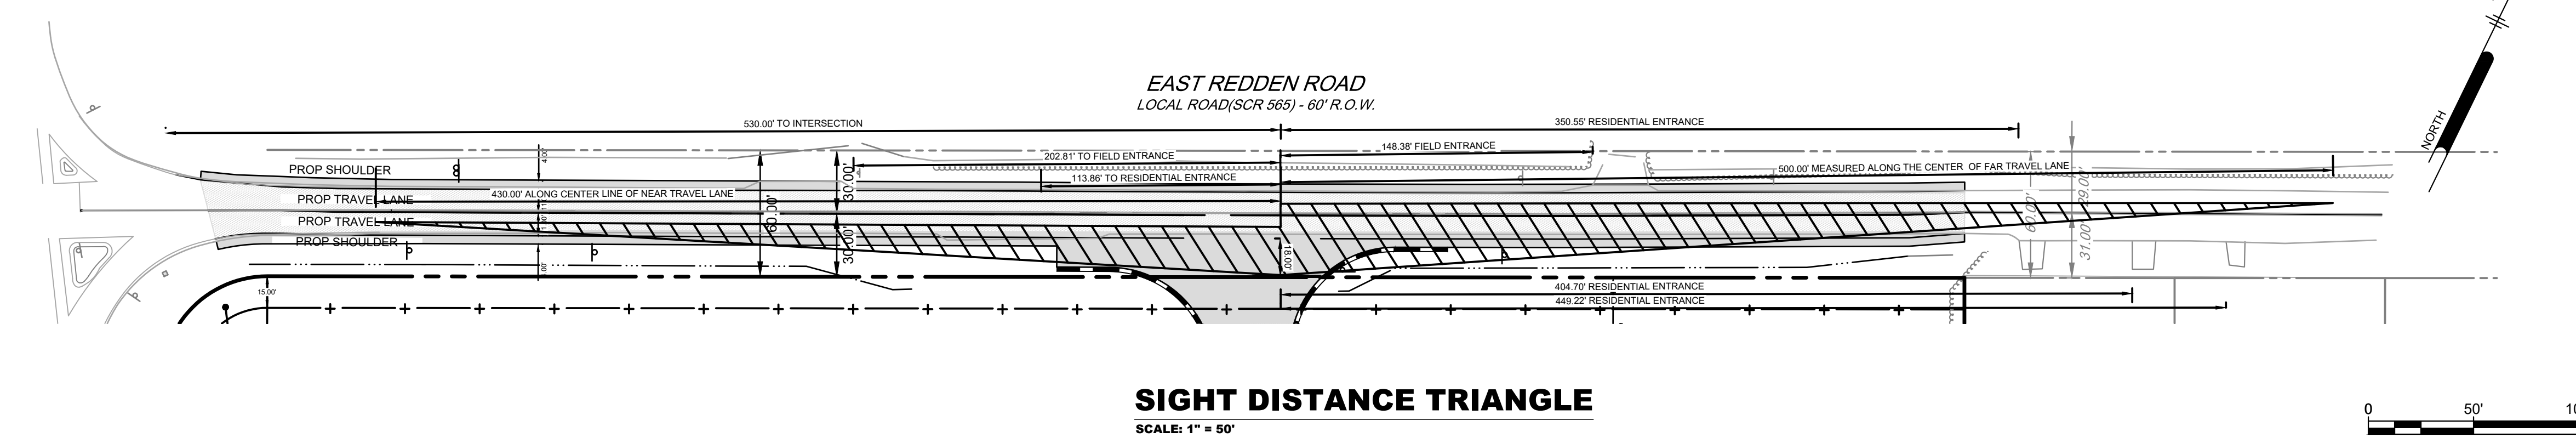 EAST REDDEN ROAD
LOCAL ROAD(SCR 565) - 60' R.O.W.
530.00' TO INTERSECTION
350.55' RESIDENTIAL ENTRANCE
NORTH
148.38' FIELD ENTRANCE
202.81' TO FIELD ENTRANCE
4.00'
PROP SHOULDER
30.00'
500.00' MEASURED ALONG THE CENTER OF FAR TRAVEL LANE
113.86' TO RESIDENTIAL ENTRANCE
430.00' ALONG CENTER LINE OF NEAR TRAVEL LANE
29.00'
PROP TRAVEL LANE
60.00'
60.00'
PROP TRAVEL LANE
PROP SHOULDER
30.00'
31.00'
18.00'
15.00'
404.70' RESIDENTIAL ENTRANCE
449.22' RESIDENTIAL ENTRANCE
SIGHT DISTANCE TRIANGLE
SCALE: 1" = 50'
0 50'